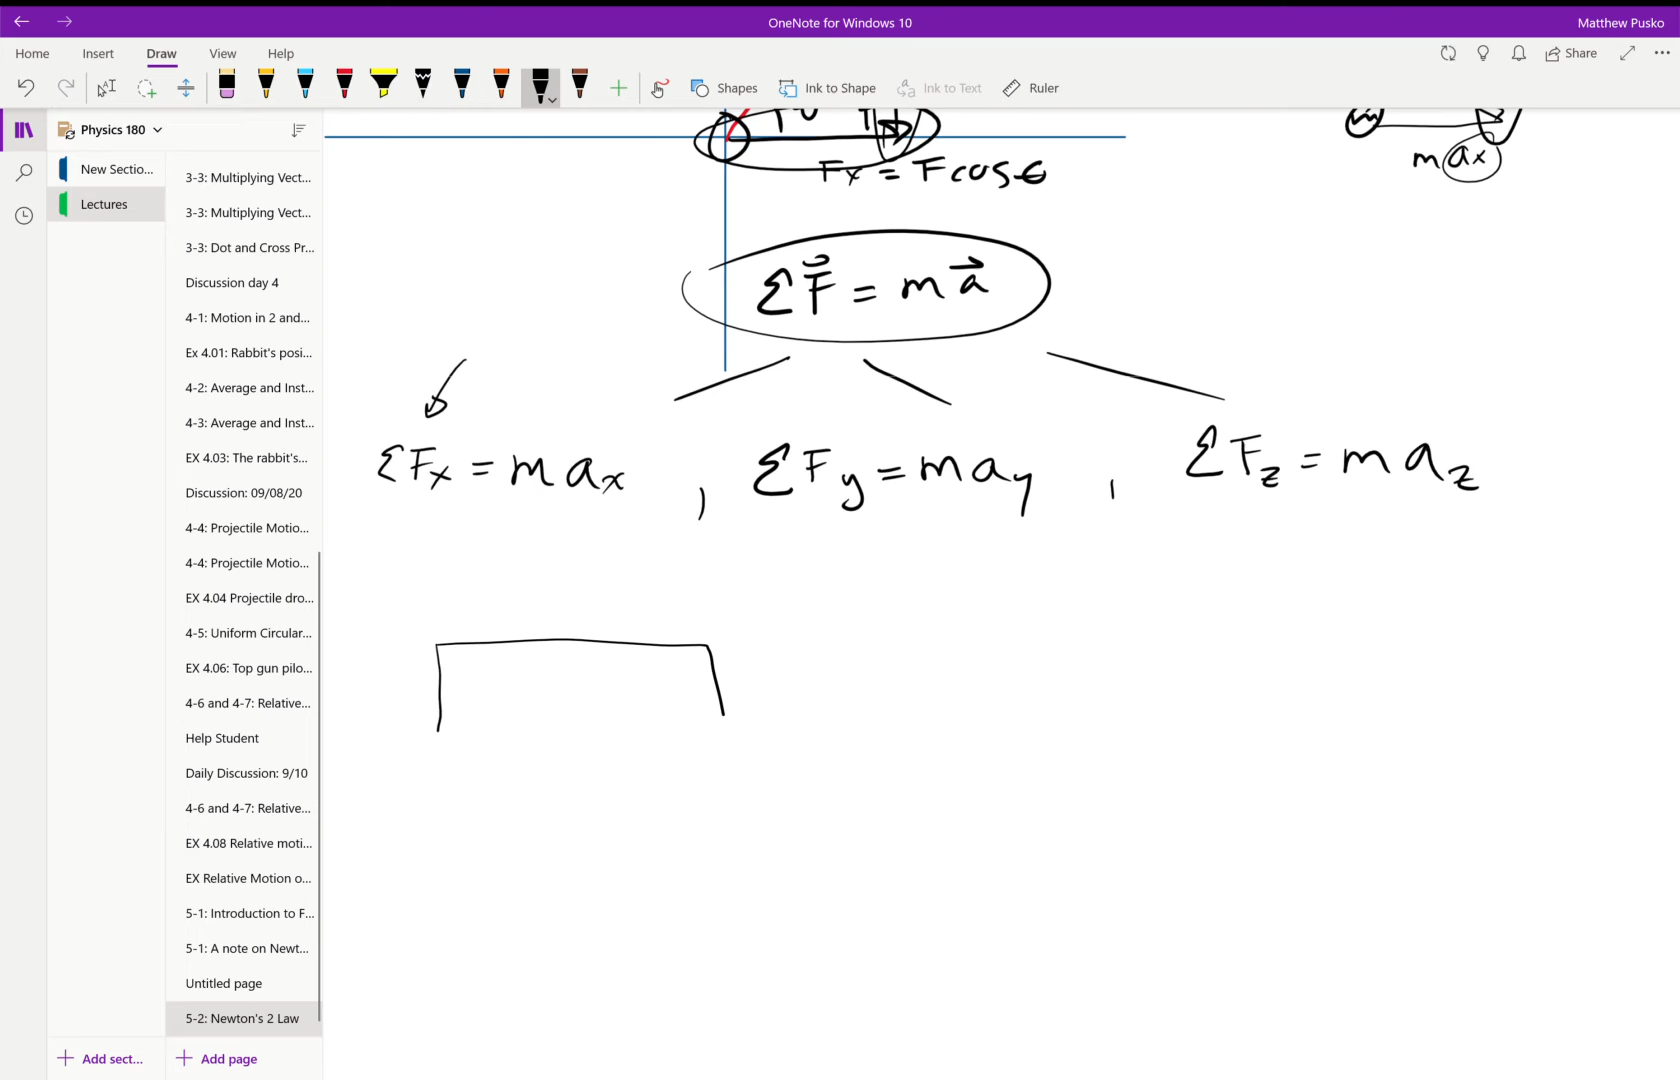 OneNote for Windows 10
Matthew Pusko
Home Insert Draw View Help
Share
Shapes Ink to Shape Ink to Text Ruler
Physics 180
New Sectio...
Lectures
3-3: Multiplying Vect...
3-3: Multiplying Vect...
3-3: Dot and Cross Pr...
Discussion day 4
4-1: Motion in 2 and...
Ex 4.01: Rabbit's posi...
4-2: Average and Inst...
4-3: Average and Inst...
EX 4.03: The rabbit's...
Discussion: 09/08/20
4-4: Projectile Motio...
4-4: Projectile Motio...
EX 4.04 Projectile dro...
4-5: Uniform Circular...
EX 4.06: Top gun pilo...
4-6 and 4-7: Relative...
Help Student
Daily Discussion: 9/10
4-6 and 4-7: Relative...
EX 4.08 Relative moti...
EX Relative Motion o...
5-1: Introduction to F...
5-1: A note on Newt...
Untitled page
5-2: Newton's 2 Law
Add sect...
Add page
Fx = F cos θ
m ax
ΣF⃗ = m a⃗
ΣFx = m ax , ΣFy = m ay , ΣFz = m az